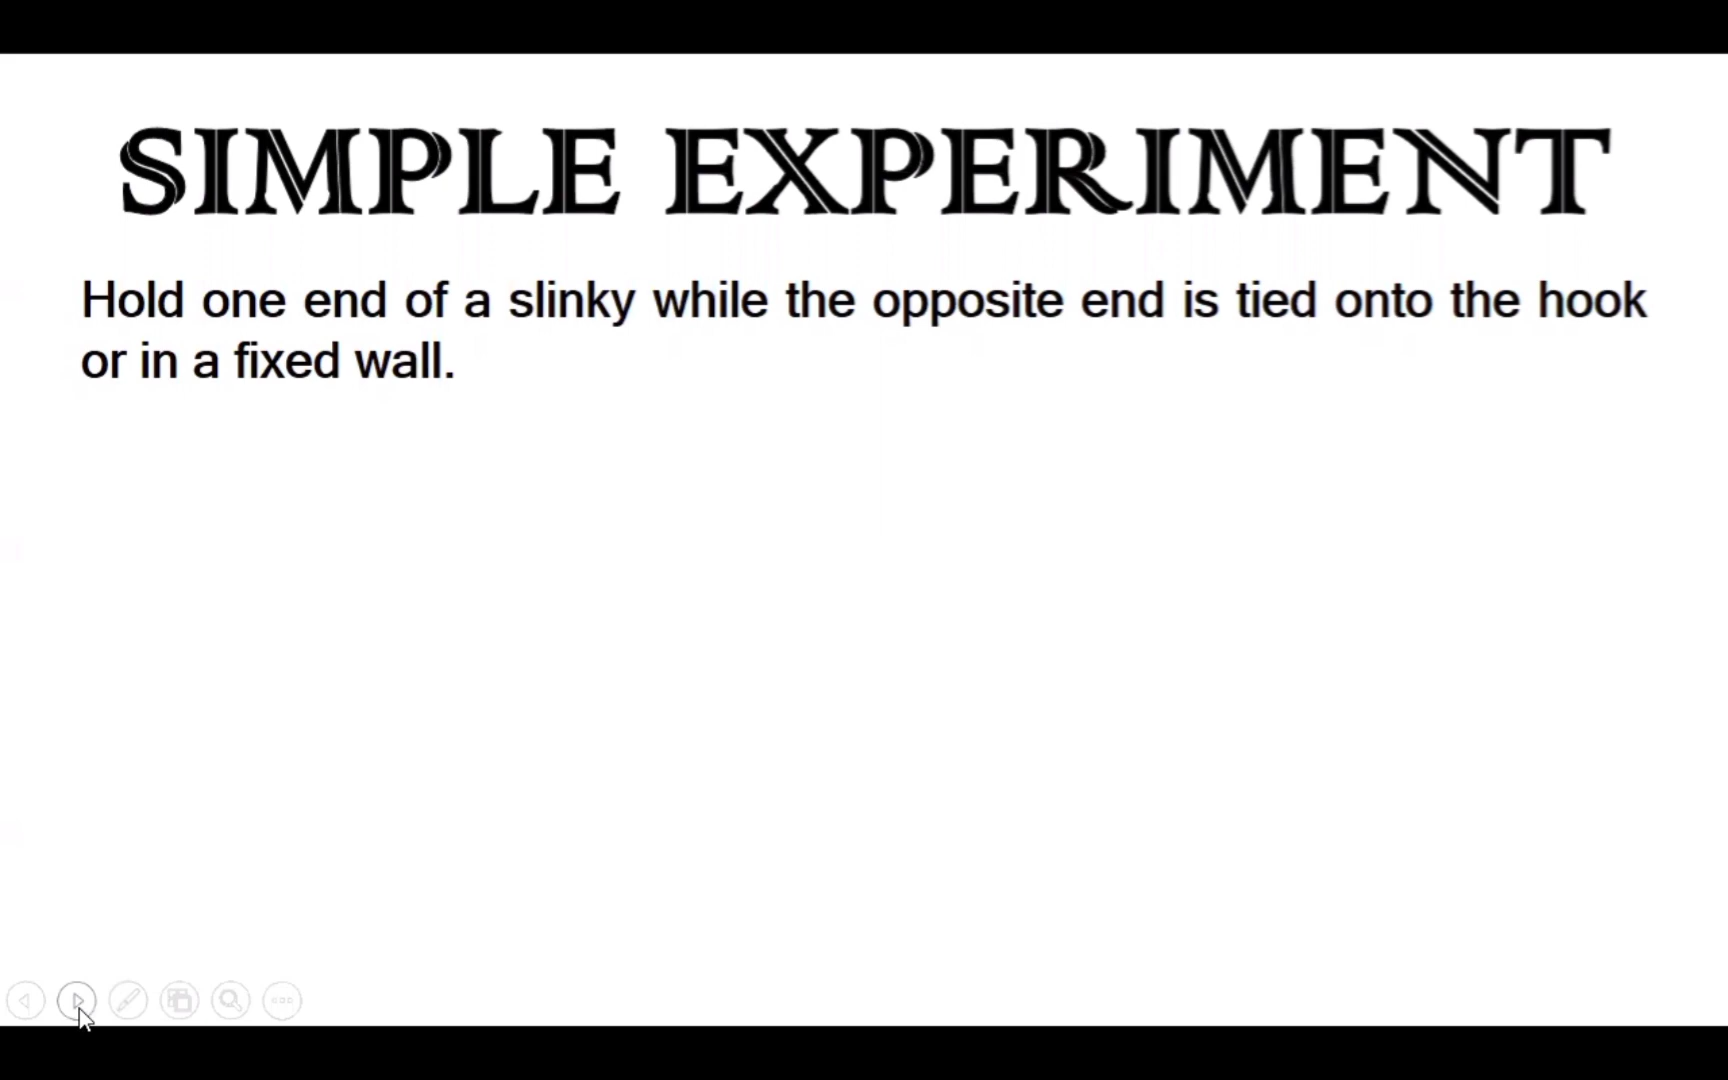 SIMPLE EXPERIMENT
Hold one end of a slinky while the opposite end is tied onto the hook
or in a fixed wall.